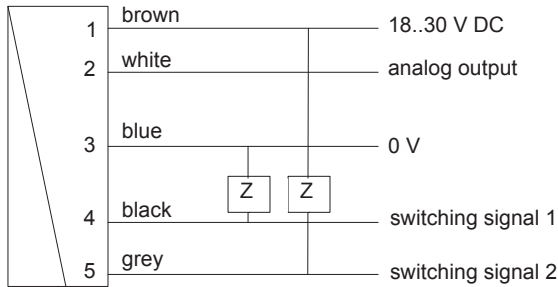 1 brown 18..30 V DC
2 white analog output
3 blue 0 V
Z Z
4 black switching signal 1
5 grey switching signal 2